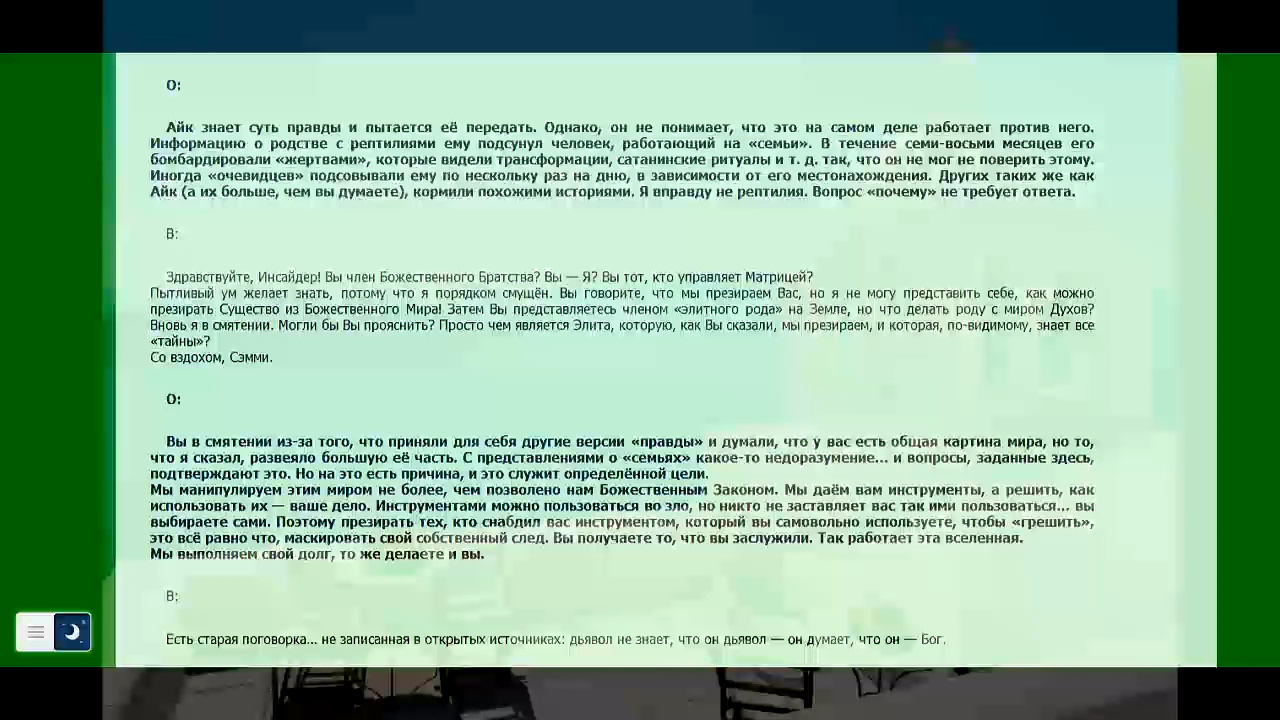 О:
Айк знает суть правды и пытается её передать. Однако, он не понимает, что это на самом деле работает против него.
Информацию о родстве с рептилиями ему подсунул человек, работающий на «семьи». В течение семи-восьми месяцев его
бомбардировали «жертвами», которые видели трансформации, сатанинские ритуалы и т. д. так, что он не мог не поверить этому.
Иногда «очевидцев» подсовывали ему по нескольку раз на дню, в зависимости от его местонахождения. Других таких же как
Айк (а их больше, чем вы думаете), кормили похожими историями. Я вправду не рептилия. Вопрос «почему» не требует ответа.
В:
Здравствуйте, Инсайдер! Вы член Божественного Братства? Вы — Я? Вы тот, кто управляет Матрицей?
Пытливый ум желает знать, потому что я порядком смущён. Вы говорите, что мы презираем Вас, но я не могу представить себе, как можно
презирать Существо из Божественного Мира! Затем Вы представляетесь членом «элитного рода» на Земле, но что делать роду с миром Духов?
Вновь я в смятении. Могли бы Вы прояснить? Просто чем является Элита, которую, как Вы сказали, мы презираем, и которая, по-видимому, знает все
«тайны»?
Со вздохом, Сэмми.
О:
Вы в смятении из-за того, что приняли для себя другие версии «правды» и думали, что у вас есть общая картина мира, но то,
что я сказал, развеяло большую её часть. С представлениями о «семьях» какое-то недоразумение... и вопросы, заданные здесь,
подтверждают это. Но на это есть причина, и это служит определённой цели.
Мы манипулируем этим миром не более, чем позволено нам Божественным Законом. Мы даём вам инструменты, а решить, как
использовать их — ваше дело. Инструментами можно пользоваться во зло, но никто не заставляет вас так ими пользоваться... вы
выбираете сами. Поэтому презирать тех, кто снабдил вас инструментом, который вы самовольно используете, чтобы «грешить»,
это всё равно что, маскировать свой собственный след. Вы получаете то, что вы заслужили. Так работает эта вселенная.
Мы выполняем свой долг, то же делаете и вы.
В:
Есть старая поговорка... не записанная в открытых источниках: дьявол не знает, что он дьявол — он думает, что он — Бог.